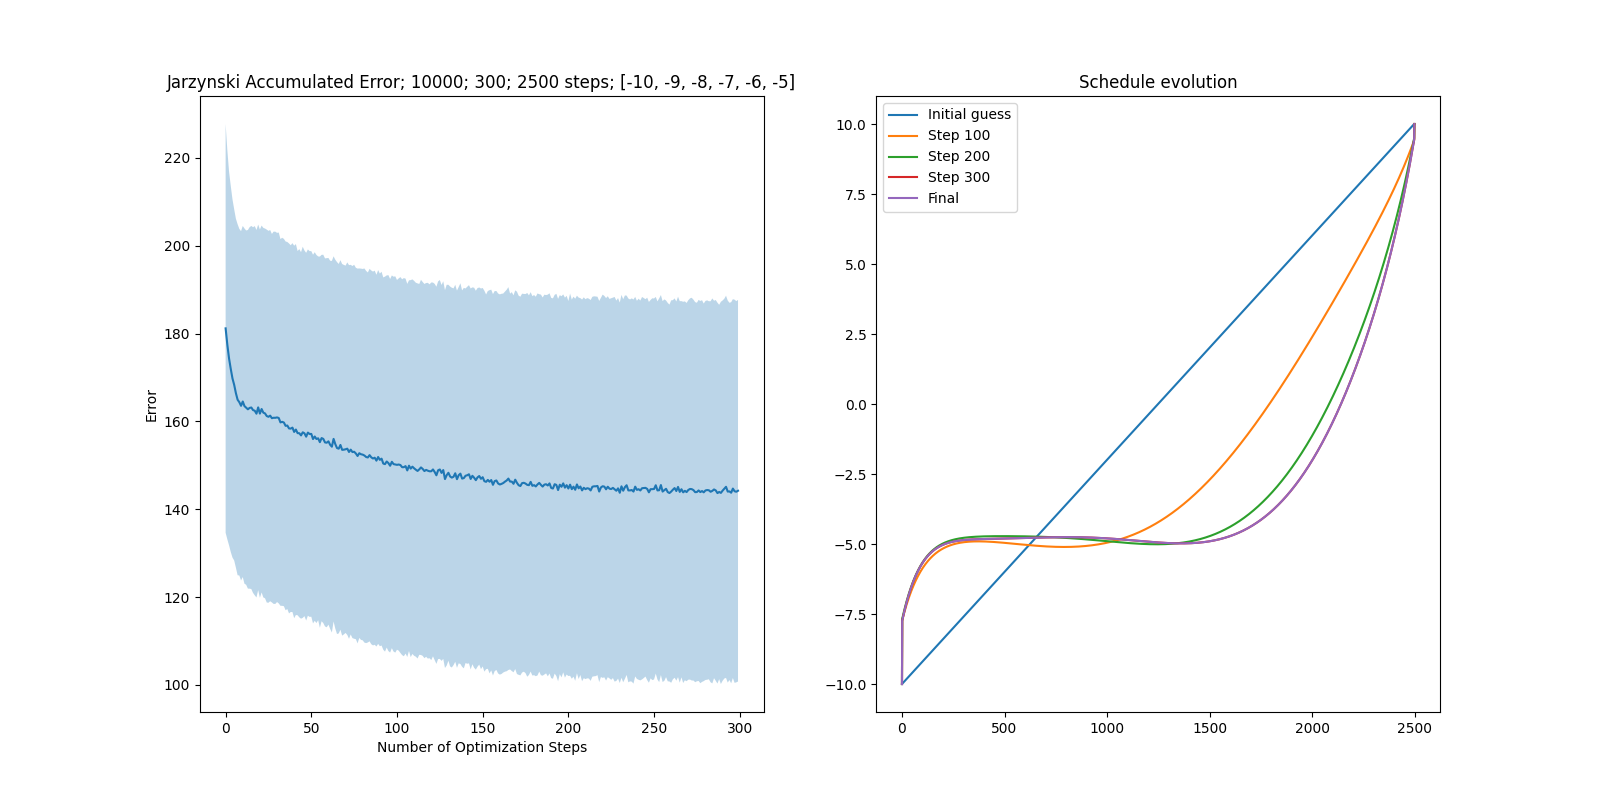 Jarzynski Accumulated Error; 10000; 300; 2500 steps; [-10, -9, -8, -7, -6, -5]
220
200
180
160
140
120
100
Error
0 50 100 150 200 250 300
Number of Optimization Steps
Schedule evolution
Initial guess
Step 100
Step 200
Step 300
Final
10.0
7.5
5.0
2.5
0.0
−2.5
−5.0
−7.5
−10.0
0 500 1000 1500 2000 2500